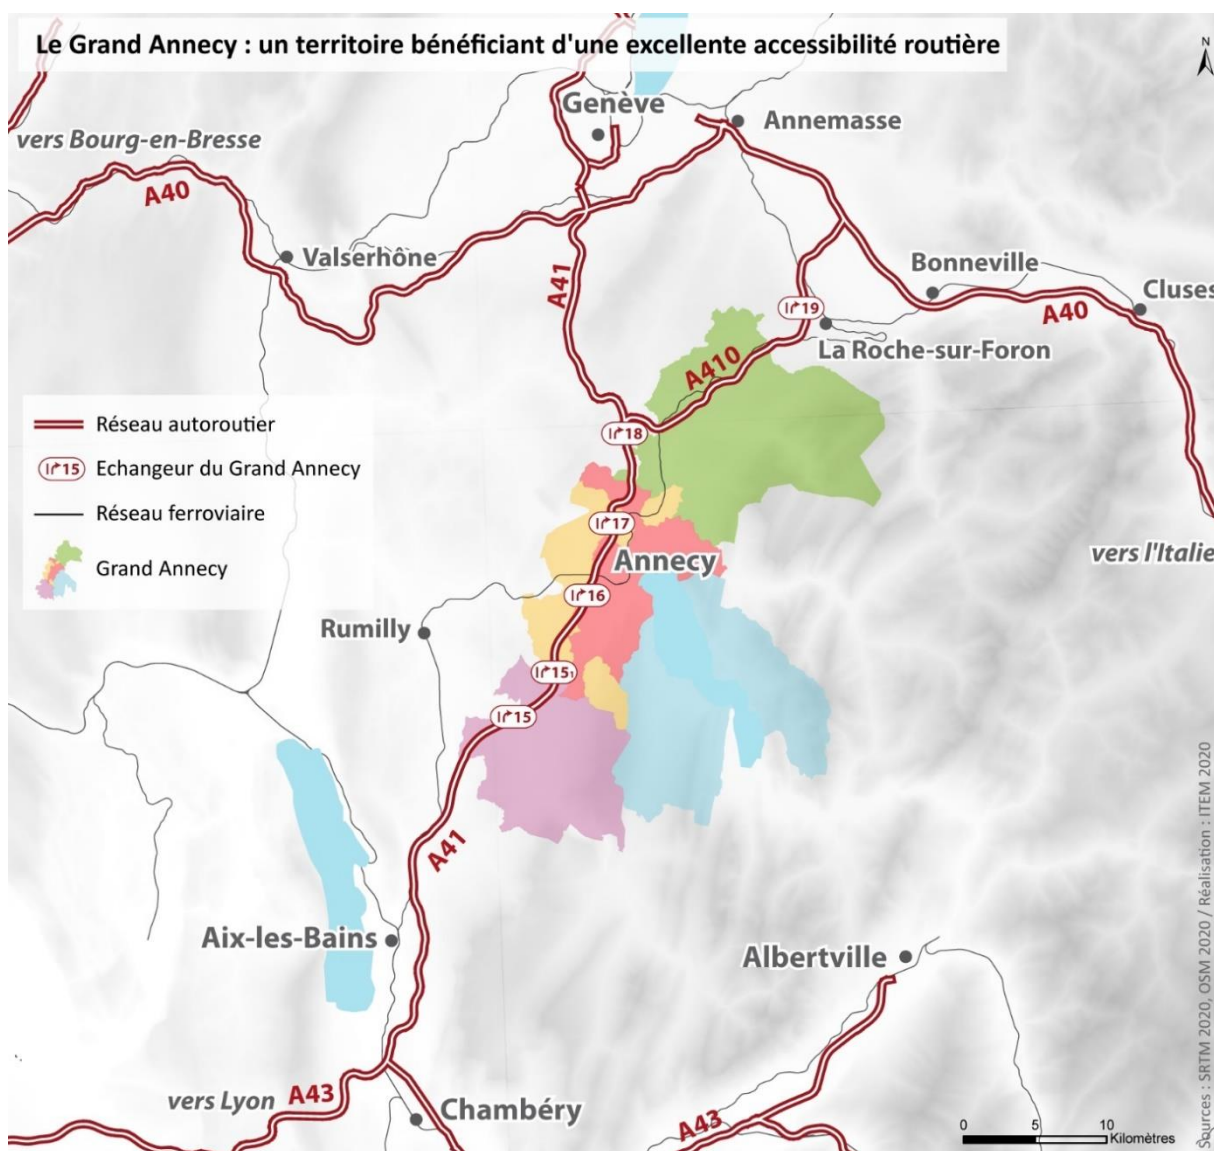 Le Grand Annecy : un territoire bénéficiant d'une excellente accessibilité routière
N
Genève
Annemasse
vers Bourg-en-Bresse
A40
Valserhône
A41
Bonneville
Cluses
19
A40
La Roche-sur-Foron
A410
18
Réseau autoroutier
15 Echangeur du Grand Annecy
Réseau ferroviaire
Grand Annecy
17
Annecy
vers l'Italie
16
Rumilly
15₁
15
A41
Aix-les-Bains
Albertville
vers Lyon
A43
Chambéry
A43
0 5 10
Kilomètres
Sources : SRTM 2020, OSM 2020 / Réalisation : ITEM 2020